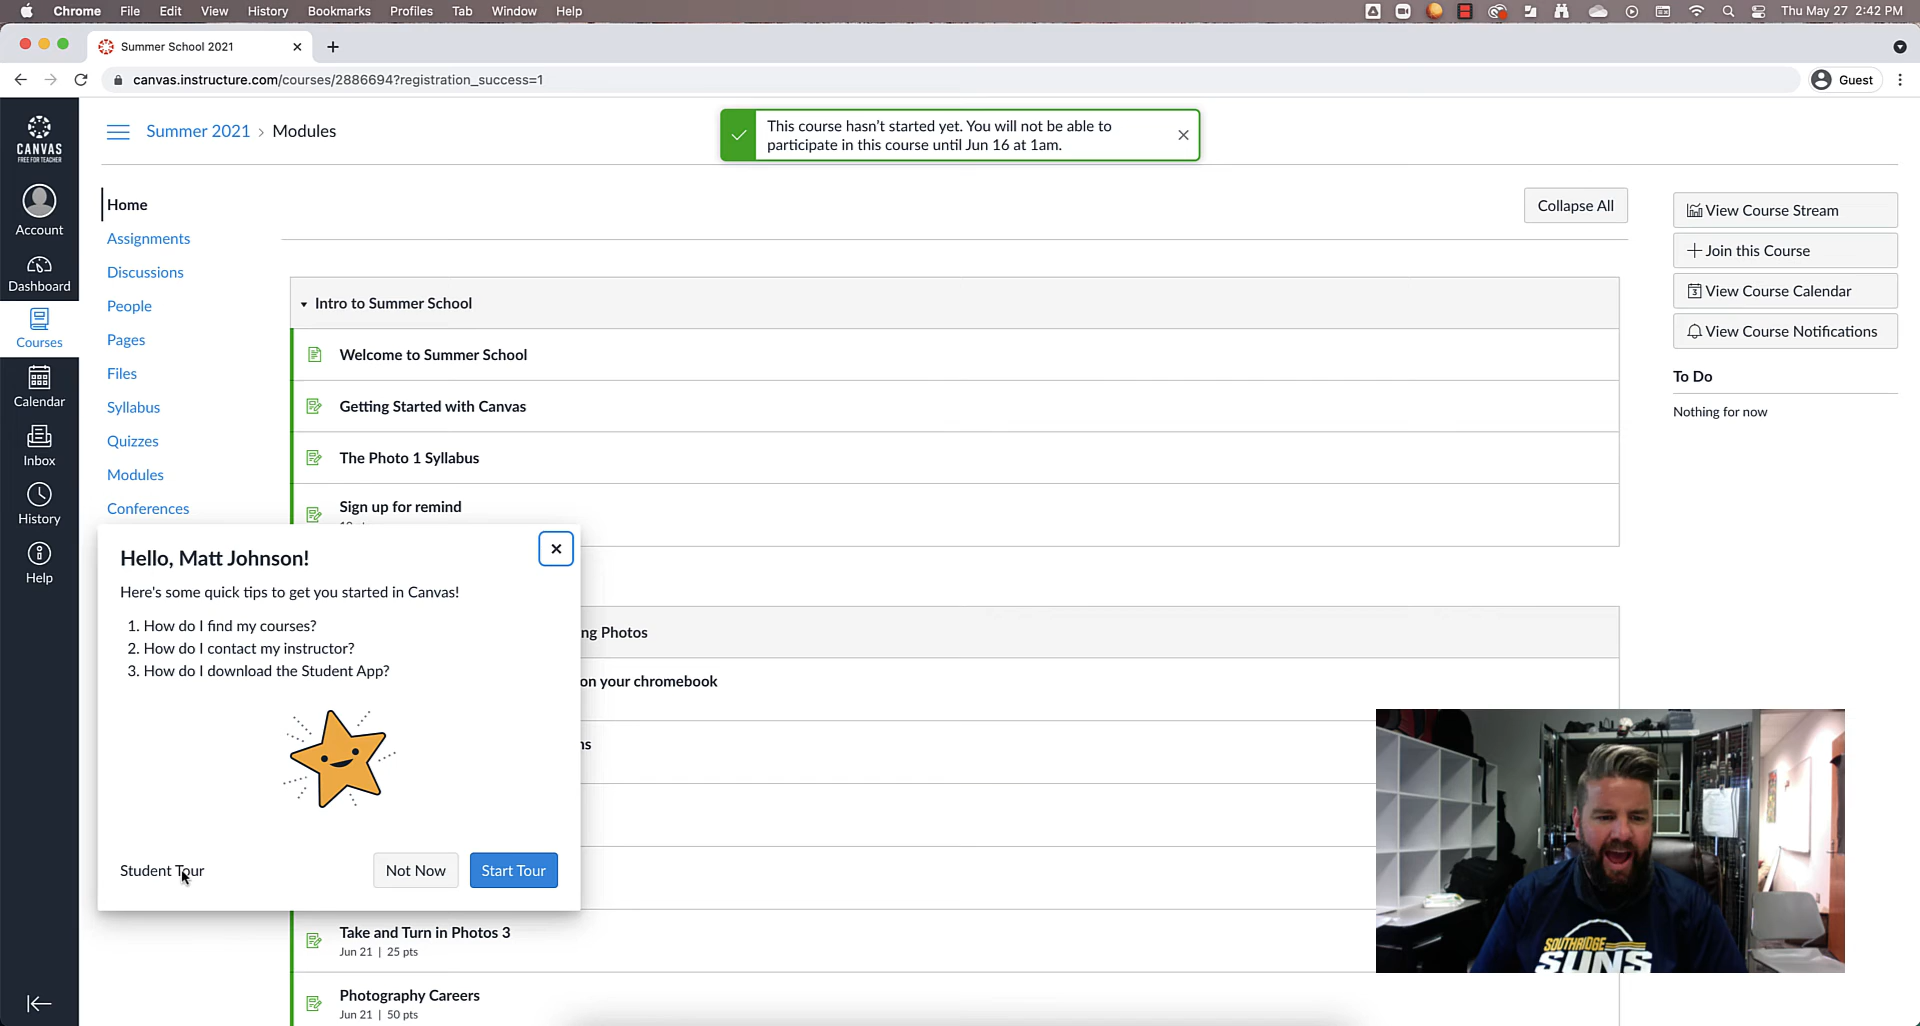 Chrome File Edit View History Bookmarks Profiles Tab Window Help Thu May 27 2:42 PM
Summer School 2021
canvas.instructure.com/courses/2886694?registration_success=1
Guest
CANVAS
FREE FOR TEACHER
Account
Dashboard
Courses
Calendar
Inbox
History
Help
Summer 2021 > Modules
This course hasn't started yet. You will not be able to
participate in this course until Jun 16 at 1am.
Home
Assignments
Discussions
People
Pages
Files
Syllabus
Quizzes
Modules
Conferences
Collapse All
Intro to Summer School
Welcome to Summer School
Getting Started with Canvas
The Photo 1 Syllabus
Sign up for remind
ng Photos
on your chromebook
ns
Take and Turn in Photos 3
Jun 21 | 25 pts
Photography Careers
Jun 21 | 50 pts
View Course Stream
Join this Course
View Course Calendar
View Course Notifications
To Do
Nothing for now
Hello, Matt Johnson!
Here's some quick tips to get you started in Canvas!
1. How do I find my courses?
2. How do I contact my instructor?
3. How do I download the Student App?
Student Tour
Not Now
Start Tour
SOUTHRIDGE
SUNS